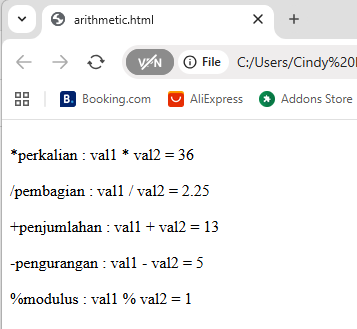 arithmetic.html
VPN File C:/Users/Cindy%20
B. Booking.com AliExpress Addons Store
*perkalian : val1 * val2 = 36
/pembagian : val1 / val2 = 2.25
+penjumlahan : val1 + val2 = 13
-pengurangan : val1 - val2 = 5
%modulus : val1 % val2 = 1